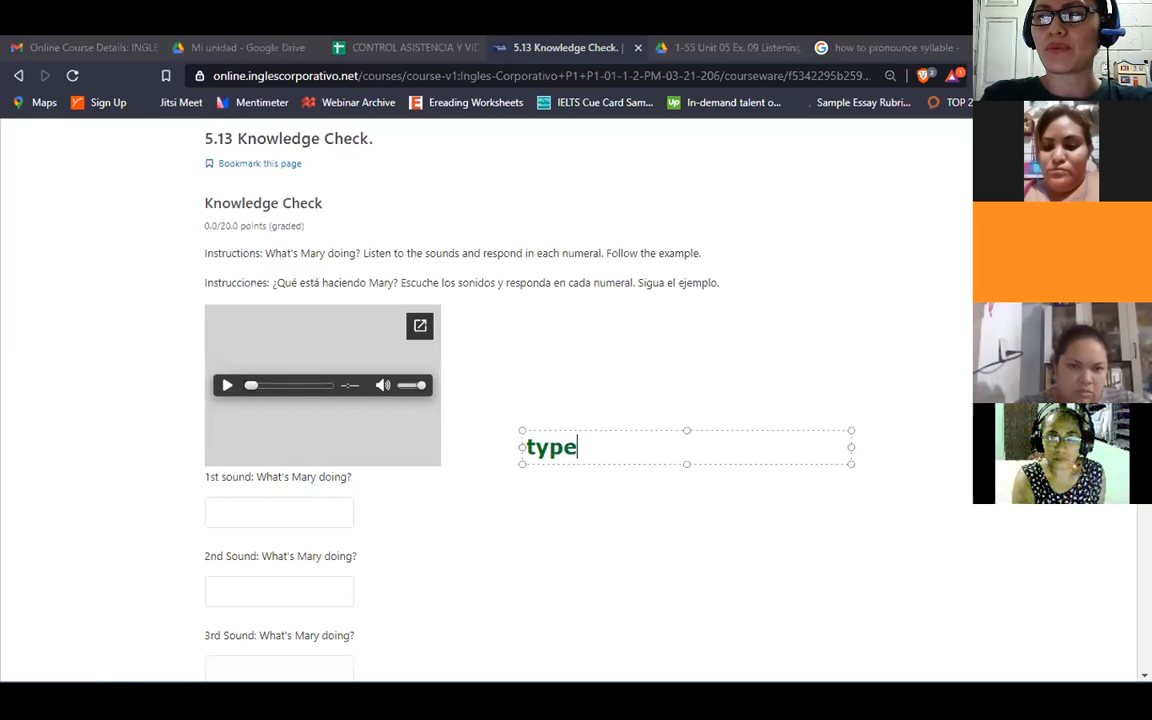 Online Course Details: INGLE
Mi unidad - Google Drive
CONTROL ASISTENCIA Y VIC
5.13 Knowledge Check. |
1-55 Unit 05 Ex. 09 Listening
how to pronounce syllable -
online.inglescorporativo.net/courses/course-v1:Ingles-Corporativo+P1+P1-01-1-2-PM-03-21-206/courseware/f5342295b259...
2
1
Maps
Sign Up
Jitsi Meet
Mentimeter
Webinar Archive
Ereading Worksheets
IELTS Cue Card Sam...
In-demand talent o...
Sample Essay Rubri...
TOP 2
5.13 Knowledge Check.
Bookmark this page
Knowledge Check
0.0/20.0 points (graded)
Instructions: What's Mary doing? Listen to the sounds and respond in each numeral. Follow the example.
Instrucciones: ¿Qué está haciendo Mary? Escuche los sonidos y responda en cada numeral. Sigua el ejemplo.
-:--
type
1st sound: What's Mary doing?
2nd Sound: What's Mary doing?
3rd Sound: What's Mary doing?